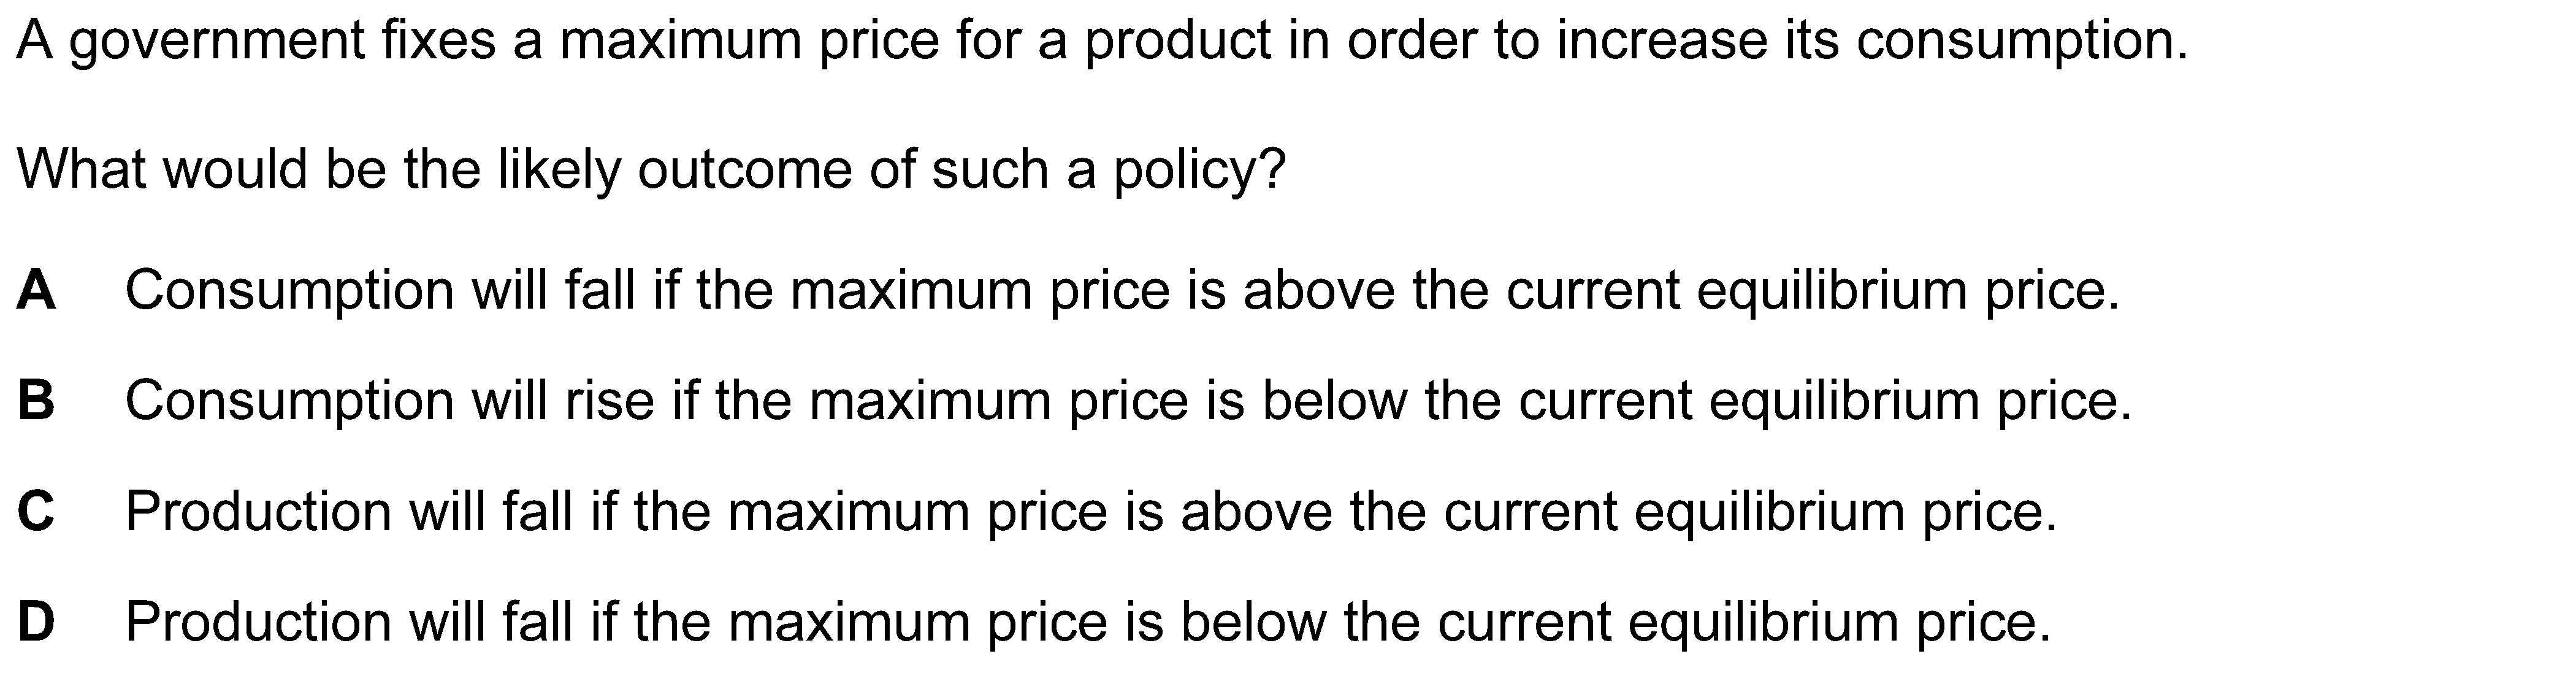 A government fixes a maximum price for a product in order to increase its consumption.
What would be the likely outcome of such a policy?
A Consumption will fall if the maximum price is above the current equilibrium price.
B Consumption will rise if the maximum price is below the current equilibrium price.
C Production will fall if the maximum price is above the current equilibrium price.
D Production will fall if the maximum price is below the current equilibrium price.